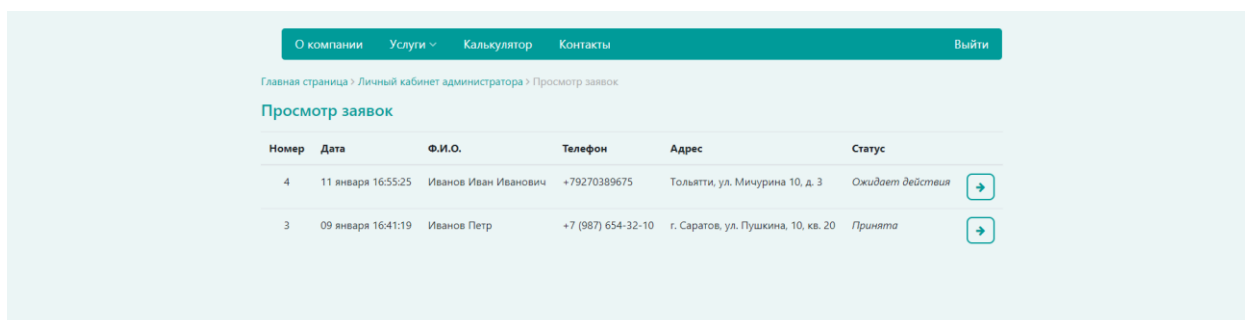 О компании Услуги Калькулятор Контакты Выйти
Главная страница > Личный кабинет администратора > Просмотр заявок
Просмотр заявок
Номер Дата Ф.И.О. Телефон Адрес Статус
4 11 января 16:55:25 Иванов Иван Иванович +79270389675 Тольятти, ул. Мичурина 10, д. 3 Ожидает действия
3 09 января 16:41:19 Иванов Петр +7 (987) 654-32-10 г. Саратов, ул. Пушкина, 10, кв. 20 Принята